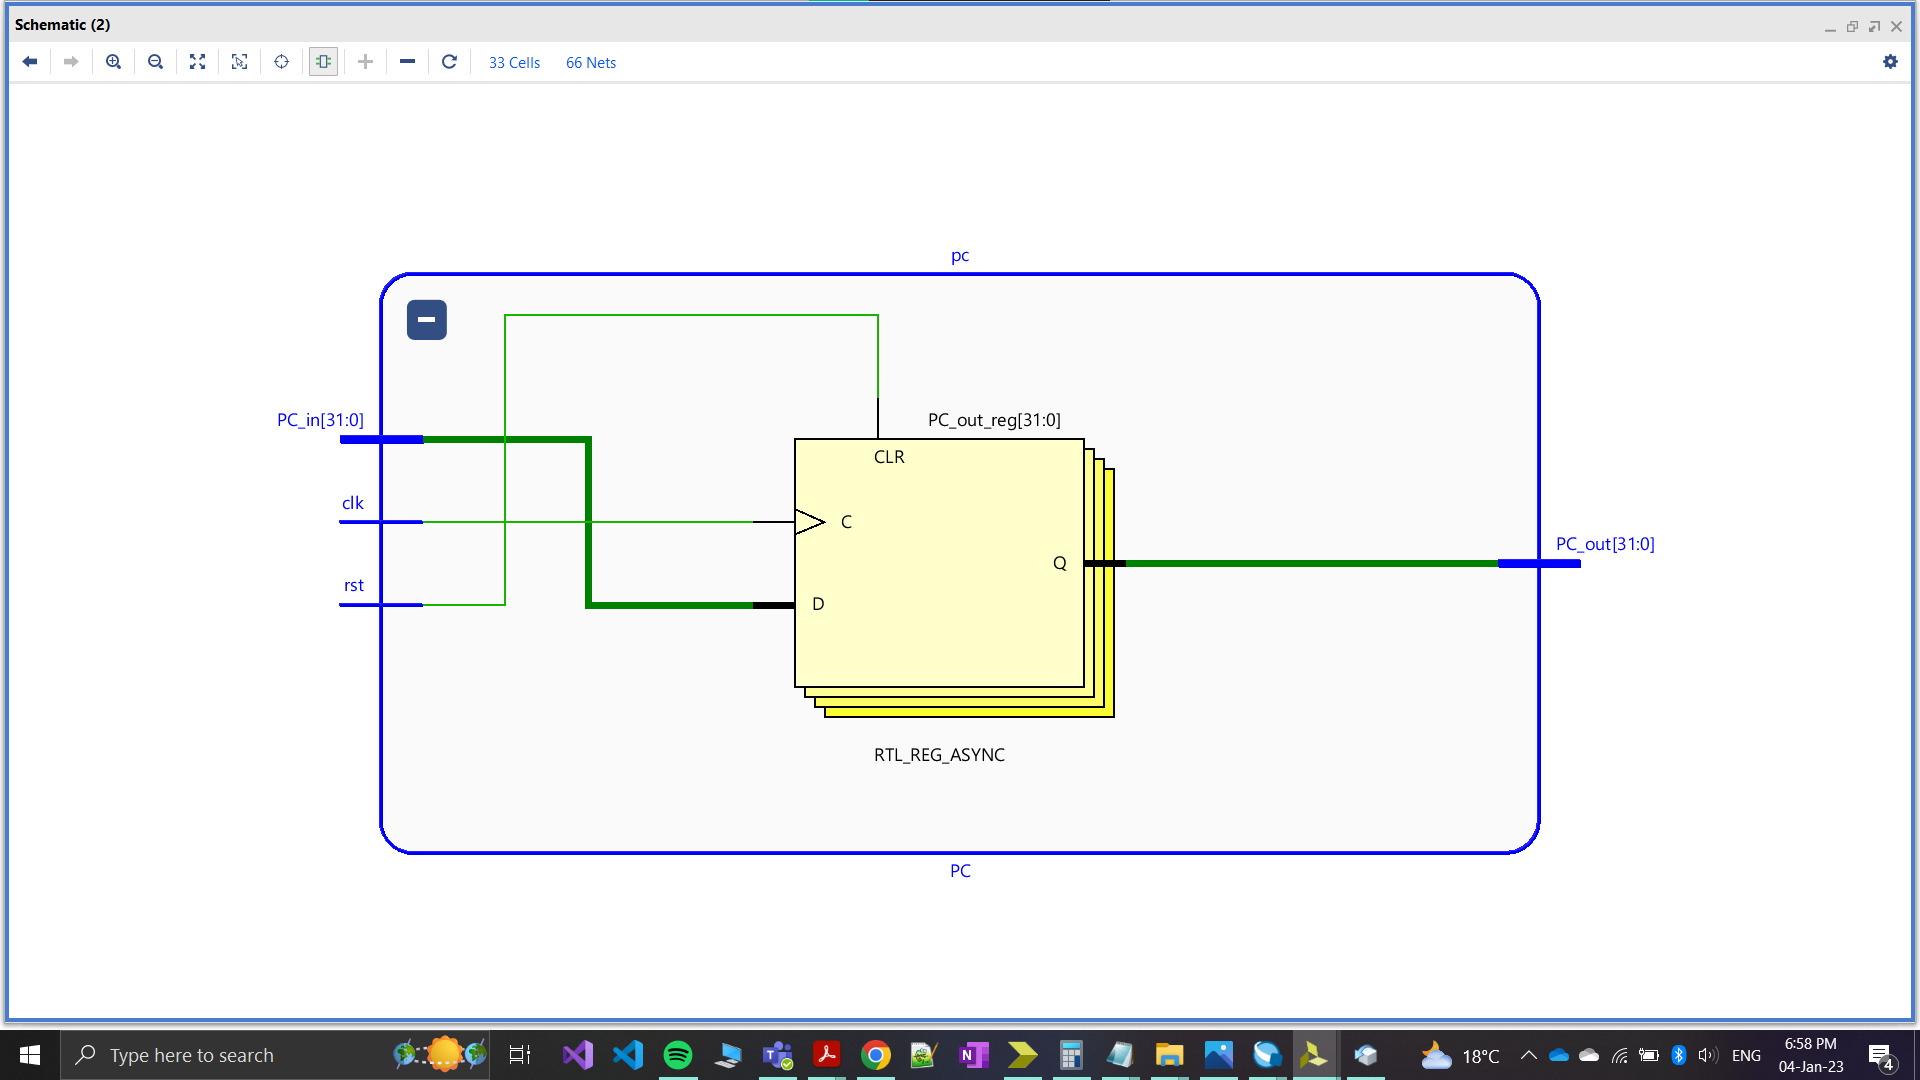 Schematic (2)
33 Cells 66 Nets
pc
PC_in[31:0]
PC_out_reg[31:0]
CLR
clk
C
PC_out[31:0]
Q
rst
D
RTL_REG_ASYNC
PC
Type here to search
N
18°C
ENG
6:58 PM
04-Jan-23
4